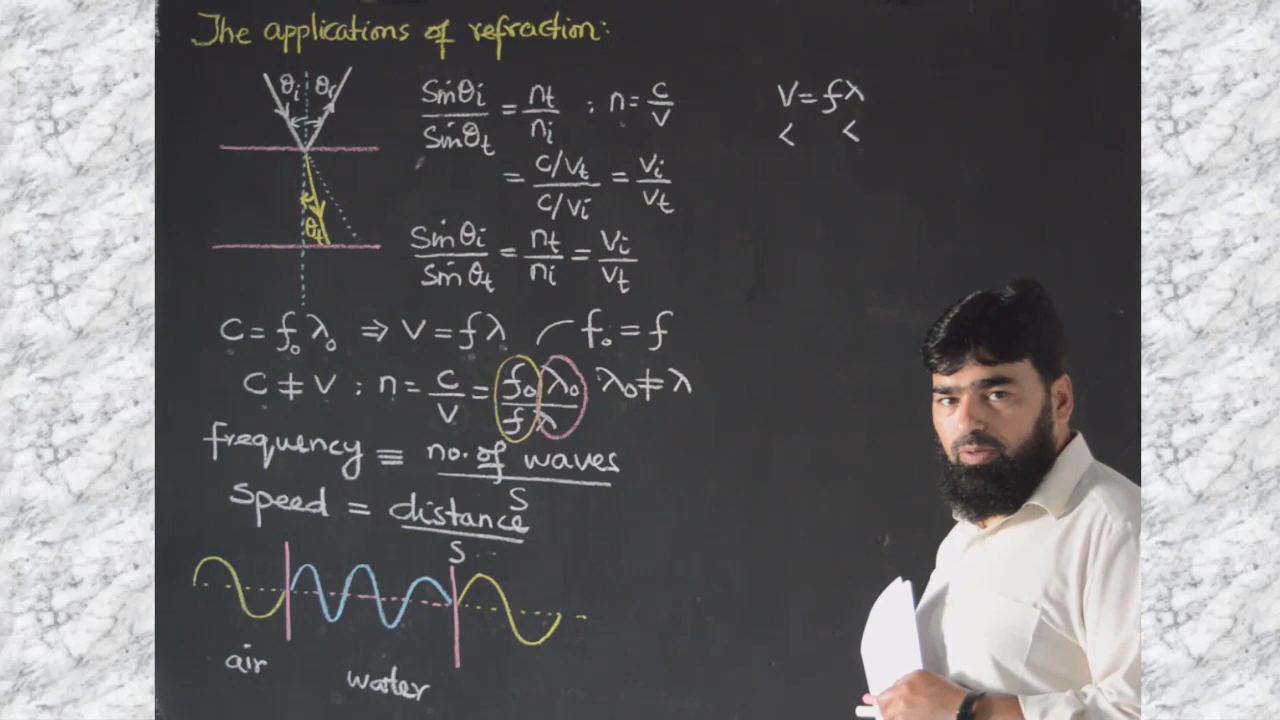 The applications of refraction:
θi θr
θt
Sinθi/Sinθt = nt/ni ; n = c/v
= c/vt / c/vi = vi/vt
Sinθi/Sinθt = nt/ni = vi/vt
V = fλ
< <
C = f₀λ₀ ⇒ V = fλ f₀ = f
C ≠ V ; n = c/v = f₀λ₀/fλ λ₀ ≠ λ
frequency ≡ no. of waves
S
Speed = distance
S
air
water